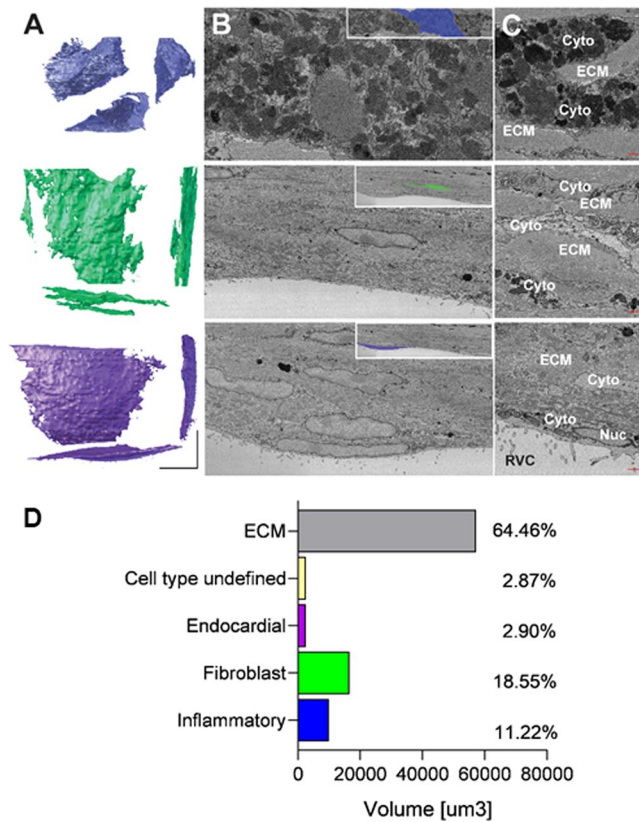 A
B
C
Cyto
ECM
Cyto
ECM
Cyto
ECM
Cyto
ECM
Cyto
ECM
Cyto
Cyto
Nuc
RVC
D
ECM
64.46%
Cell type undefined
2.87%
Endocardial
2.90%
Fibroblast
18.55%
Inflammatory
11.22%
0 20000 40000 60000 80000
Volume [um3]